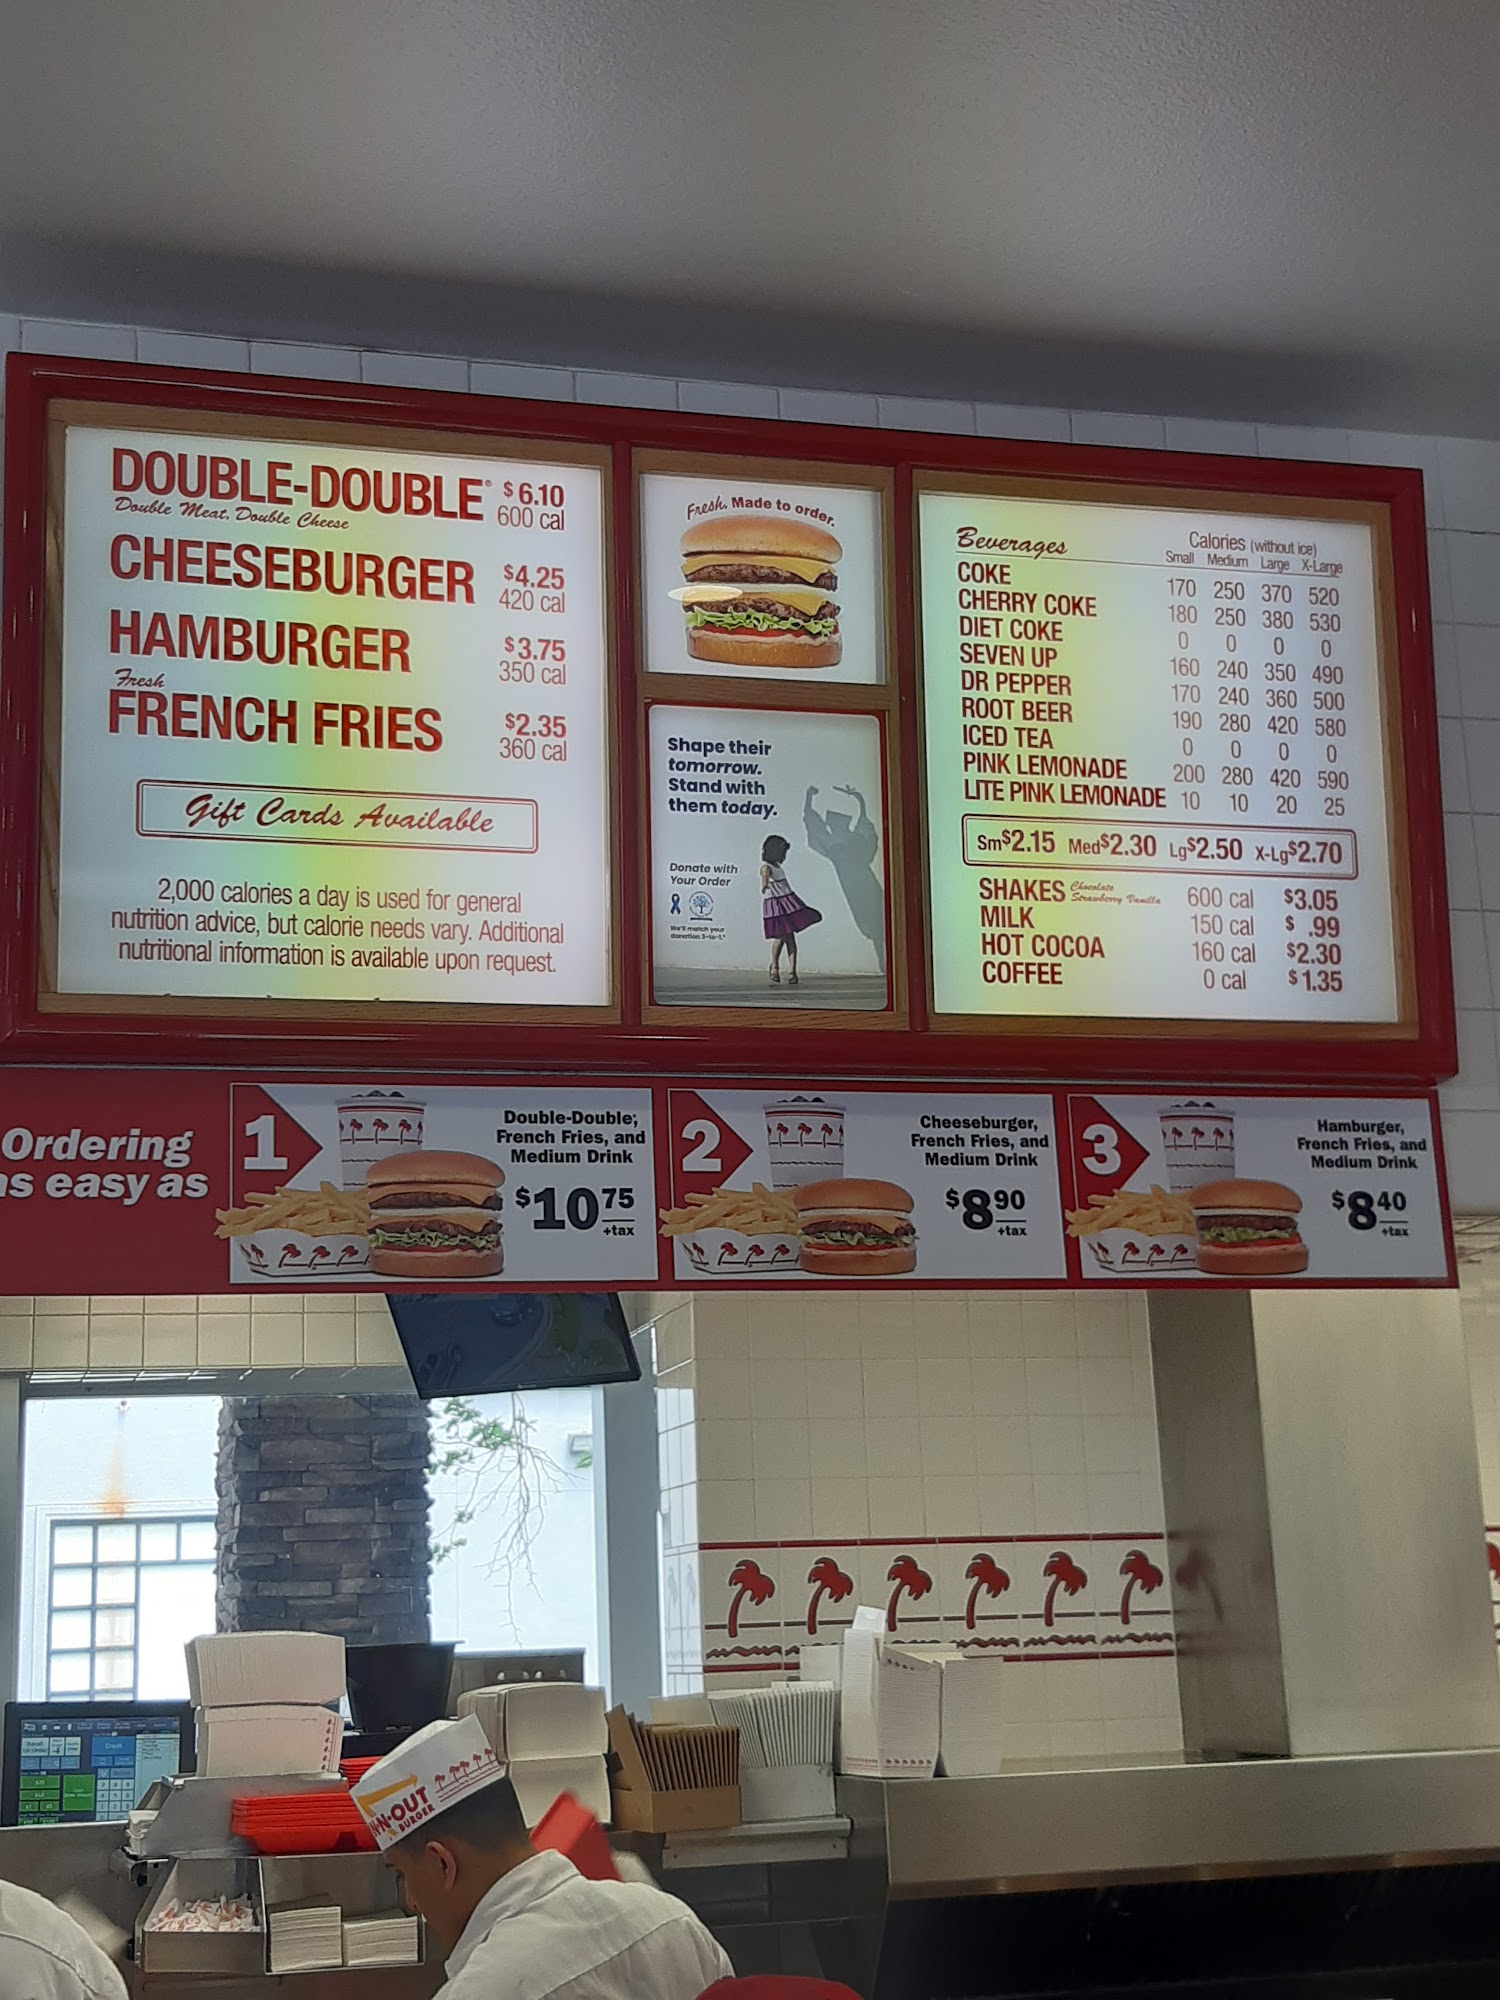 DOUBLE-DOUBLE® $6.10
Double Meat, Double Cheese 600 cal
CHEESEBURGER $4.25
420 cal
HAMBURGER $3.75
350 cal
Fresh
FRENCH FRIES $2.35
360 cal
Gift Cards Available
2,000 calories a day is used for general
nutrition advice, but calorie needs vary. Additional
nutritional information is available upon request.
Fresh. Made to order.
Shape their
tomorrow.
Stand with
them today.
Donate with
Your Order
We'll match your
donation 3-to-1.*
Beverages Calories (without ice)
Small Medium Large X-Large
COKE 170 250 370 520
CHERRY COKE 180 250 380 530
DIET COKE 0 0 0 0
SEVEN UP 160 240 350 490
DR PEPPER 170 240 360 500
ROOT BEER 190 280 420 580
ICED TEA 0 0 0 0
PINK LEMONADE 200 280 420 590
LITE PINK LEMONADE 10 10 20 25
Sm$2.15 Med$2.30 Lg$2.50 X-Lg$2.70
SHAKES Chocolate Strawberry Vanilla 600 cal $3.05
MILK 150 cal $ .99
HOT COCOA 160 cal $2.30
COFFEE 0 cal $1.35
Ordering
as easy as
1
Double-Double,
French Fries, and
Medium Drink
$10 75
+tax
2
Cheeseburger,
French Fries, and
Medium Drink
$8 90
+tax
3
Hamburger,
French Fries, and
Medium Drink
$8 40
+tax
IN-N-OUT
BURGER